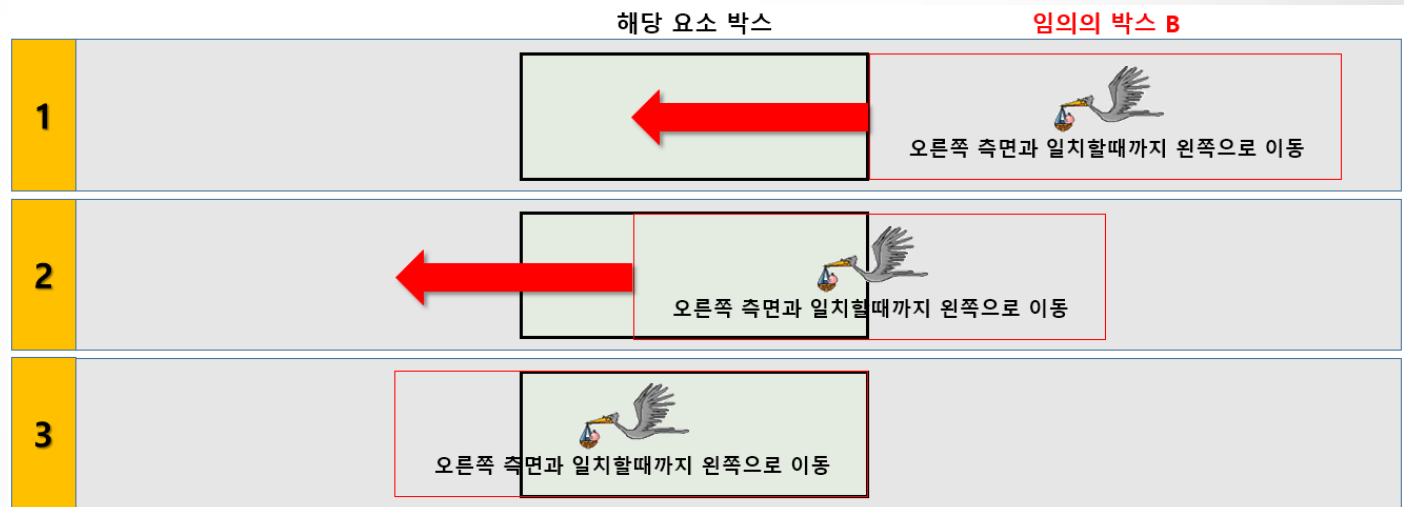 해당 요소 박스 임의의 박스 B
1
오른쪽 측면과 일치할때까지 왼쪽으로 이동
2
오른쪽 측면과 일치할때까지 왼쪽으로 이동
3
오른쪽 측면과 일치할때까지 왼쪽으로 이동